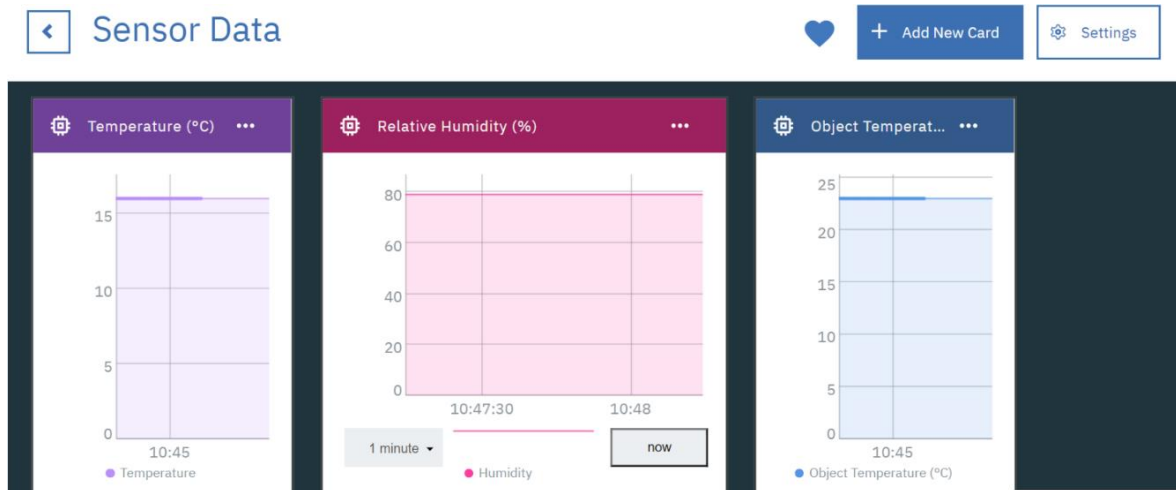 Sensor Data
+ Add New Card
Settings
Temperature (°C) •••
15
10
5
0
10:45
Temperature
Relative Humidity (%) •••
80
60
40
20
0
10:47:30 10:48
1 minute
now
Humidity
Object Temperat... •••
25
20
15
10
5
0
10:45
Object Temperature (°C)